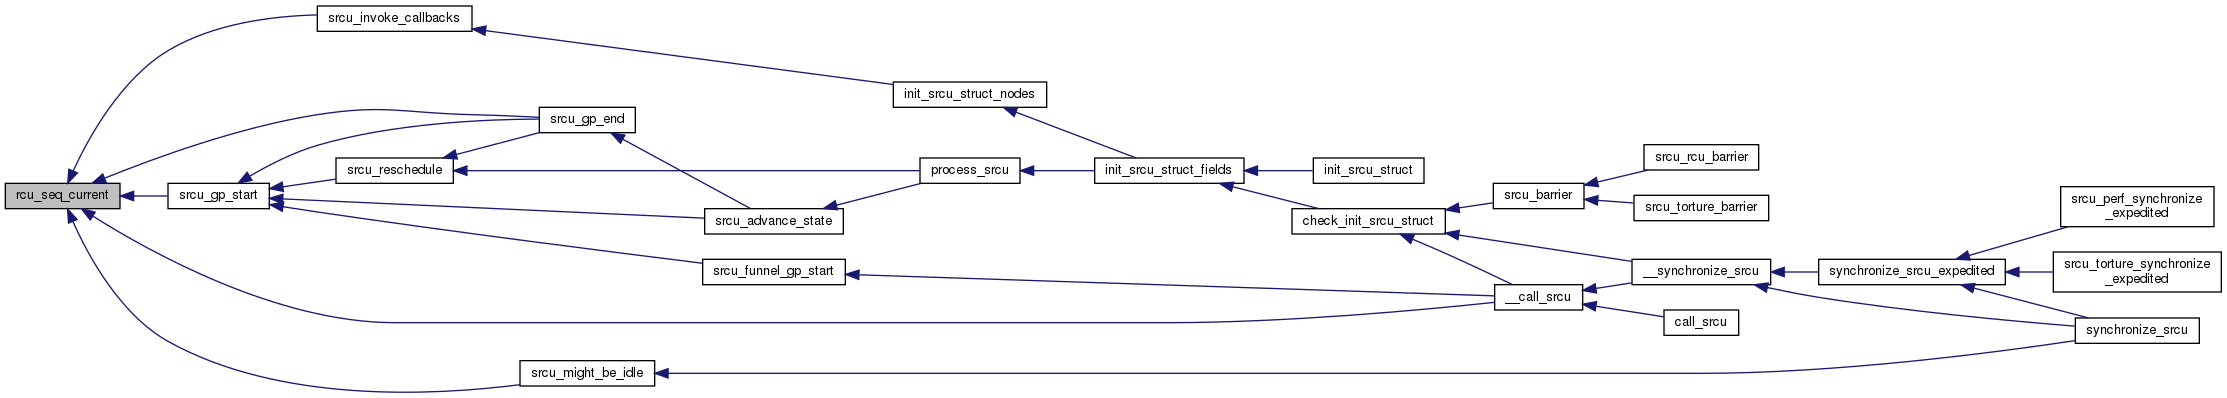 rcu_seq_current
srcu_invoke_callbacks
srcu_gp_start
srcu_reschedule
srcu_gp_end
srcu_advance_state
srcu_funnel_gp_start
srcu_might_be_idle
init_srcu_struct_nodes
process_srcu
init_srcu_struct_fields
init_srcu_struct
check_init_srcu_struct
srcu_barrier
__call_srcu
srcu_rcu_barrier
srcu_torture_barrier
__synchronize_srcu
call_srcu
synchronize_srcu_expedited
srcu_perf_synchronize
_expedited
srcu_torture_synchronize
_expedited
synchronize_srcu